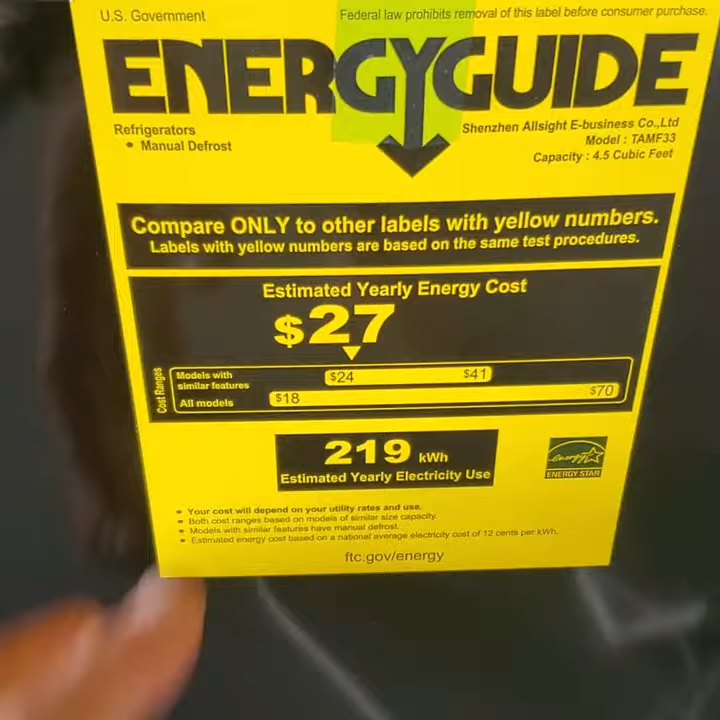 U.S. Government Federal law prohibits removal of this label before consumer purchase.
ENERGYGUIDE
Refrigerators
• Manual Defrost
Shenzhen Allsight E-business Co.,Ltd
Model : TAMF33
Capacity : 4.5 Cubic Feet
Compare ONLY to other labels with yellow numbers.
Labels with yellow numbers are based on the same test procedures.
Estimated Yearly Energy Cost
$27
Cost Ranges
Models with
similar features
$24 $41
All models $18 $70
219 kWh
Estimated Yearly Electricity Use
energy
ENERGY STAR
• Your cost will depend on your utility rates and use.
• Both cost ranges based on models of similar size capacity.
• Models with similar features have manual defrost.
• Estimated energy cost based on a national average electricity cost of 12 cents per kWh.
ftc.gov/energy